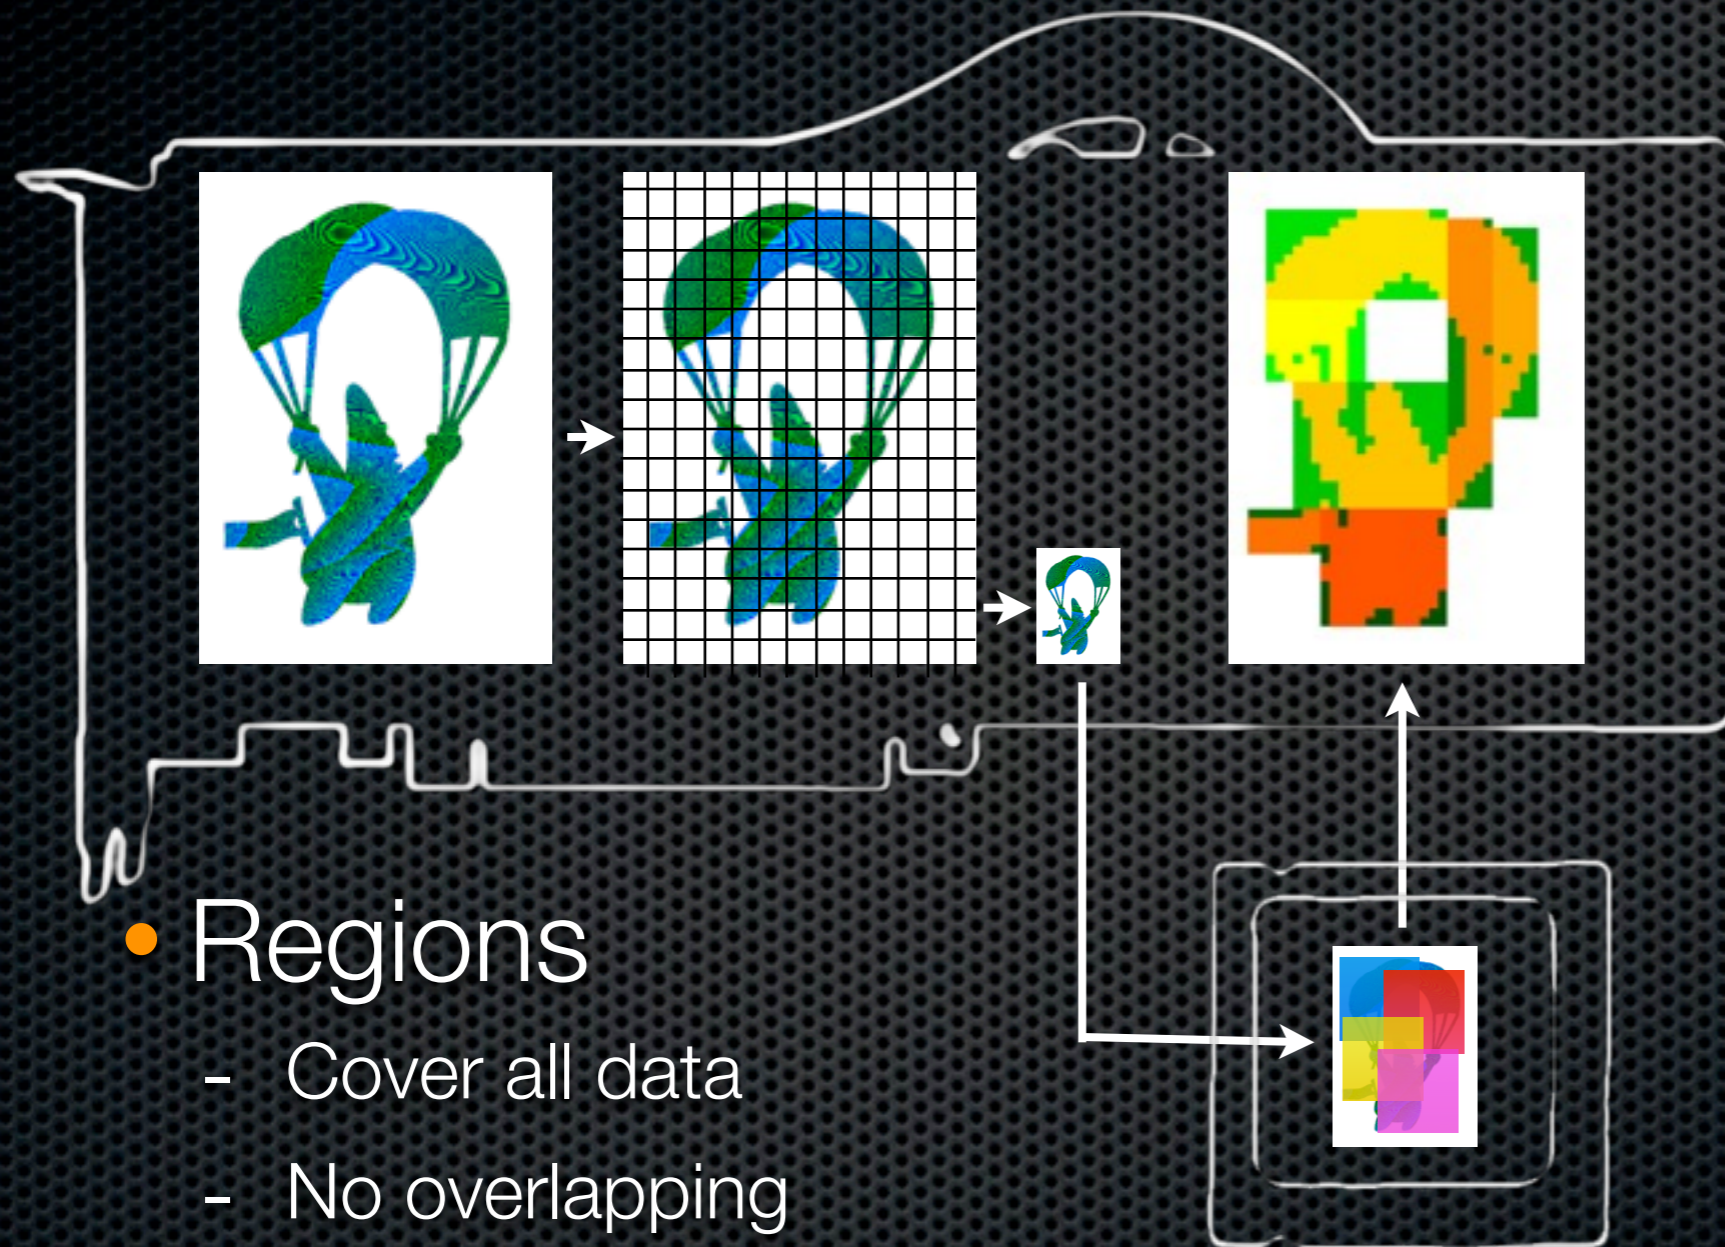 • Regions
- Cover all data
- No overlapping